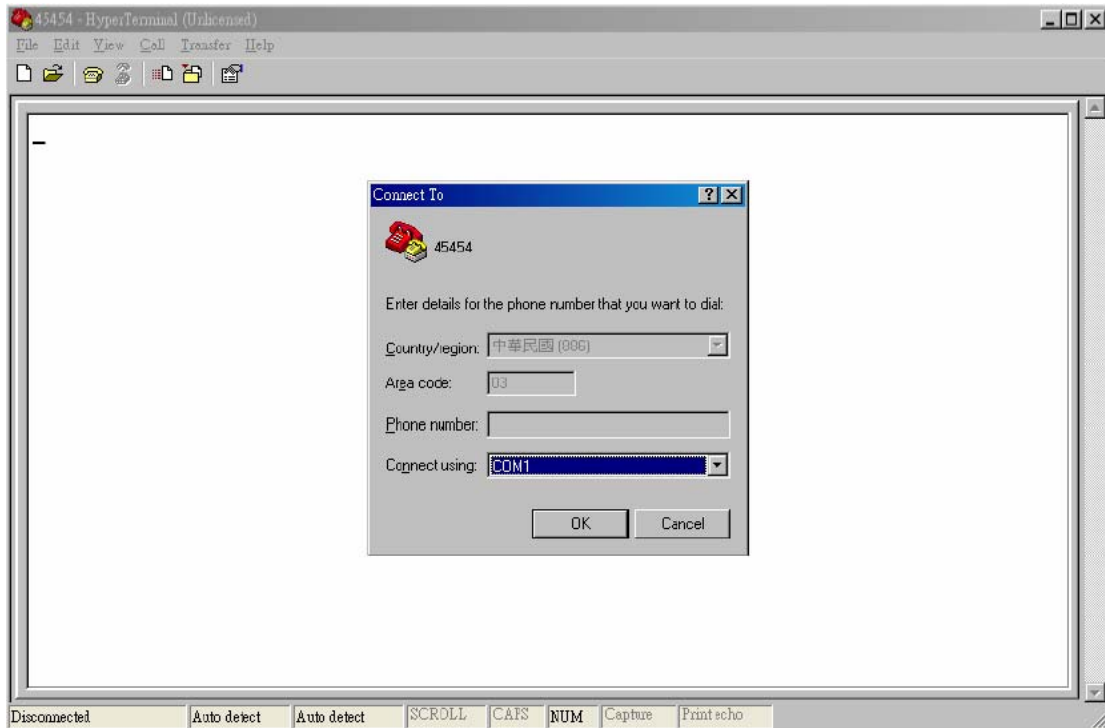 45454 - HyperTerminal (Unlicensed)
File Edit View Call Transfer Help
Connect To
45454
Enter details for the phone number that you want to dial:
Country/region: 中華民國 (886)
Area code: 03
Phone number:
Connect using: COM1
OK Cancel
Disconnected Auto detect Auto detect SCROLL CAPS NUM Capture Print echo